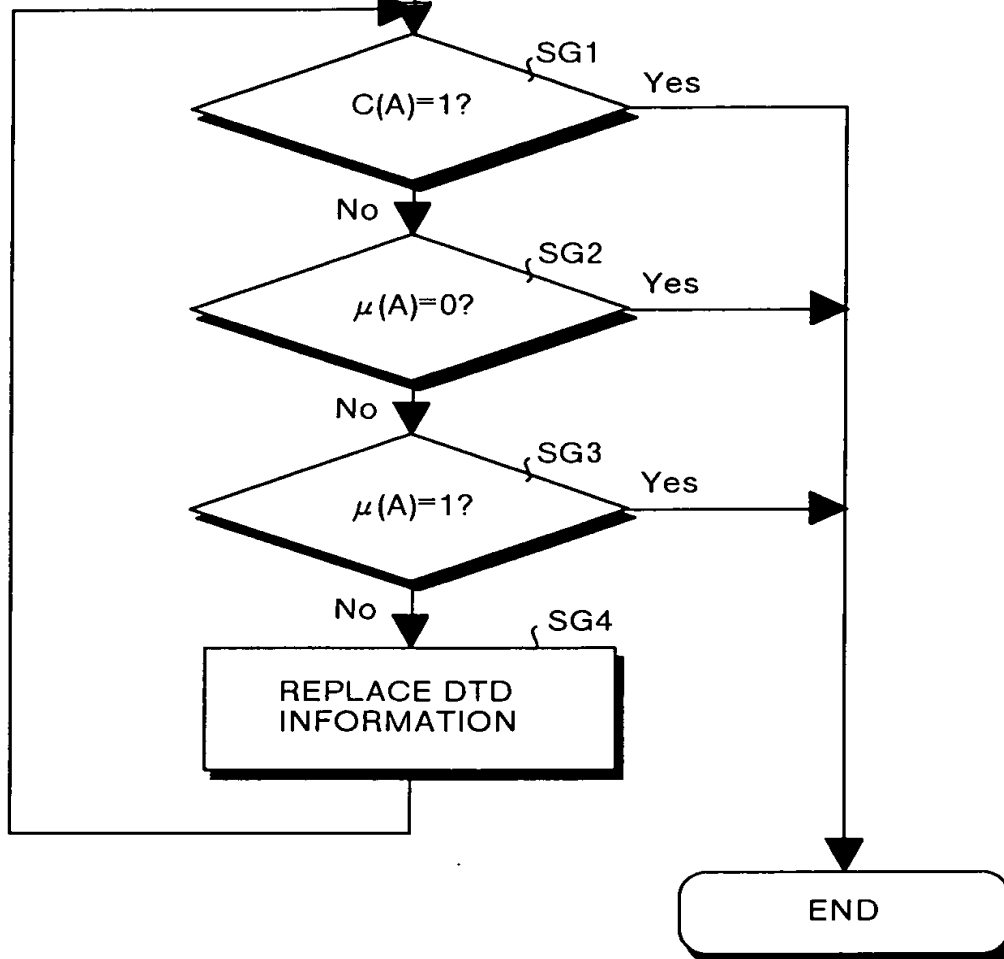 SG1
C(A)=1?
Yes
No
SG2
μ(A)=0?
Yes
No
SG3
μ(A)=1?
Yes
No
SG4
REPLACE DTD
INFORMATION
END